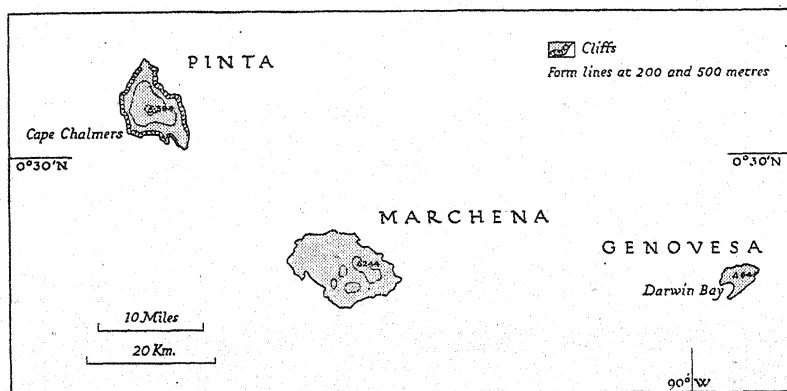 PINTA
Cliffs
Form lines at 200 and 500 metres
Cape Chalmers
0°30'N
0°30'N
MARCHENA
GENOVESA
Darwin Bay
10 Miles
20 Km.
90° W